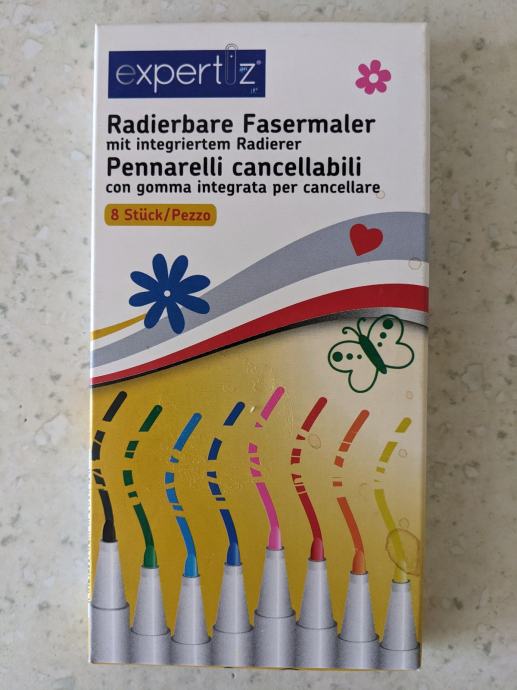 expertiz
Radierbare Fasermaler
mit integriertem Radierer
Pennarelli cancellabili
con gomma integrata per cancellare
8 Stück/Pezzo